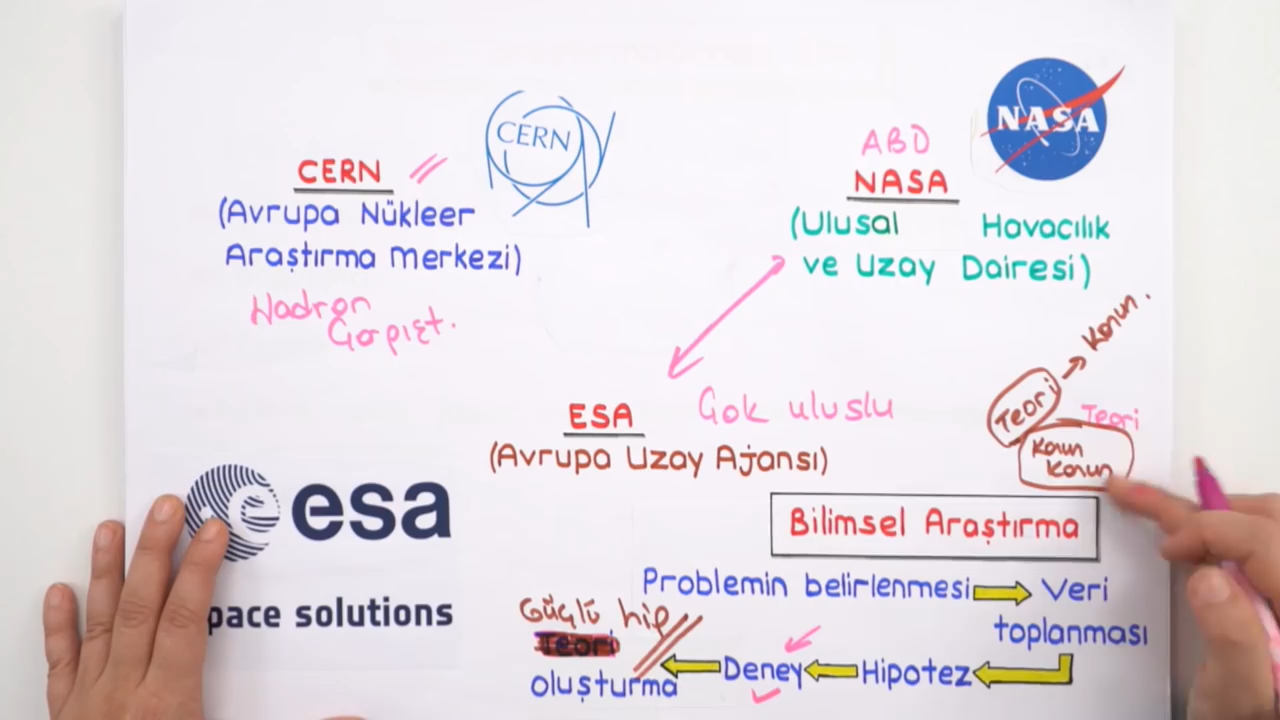 CERN
CERN
(Avrupa Nükleer
Araştırma Merkezi)
Hadron
Çarpışt.
NASA
ABD
NASA
(Ulusal Havacılık
ve Uzay Dairesi)
ESA
Çok uluslu
(Avrupa Uzay Ajansı)
Teori → Kanun.
Teori
Kanun
Kanun
esa
pace solutions
Bilimsel Araştırma
Problemin belirlenmesi
Veri
toplanması
Hipotez
Deney
Güçlü hip
Teori
oluşturma